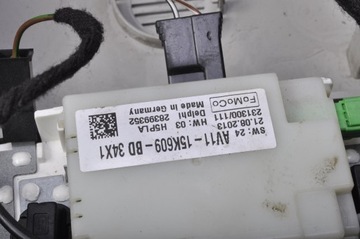 SW: 24
21.08.2013
231300/111
FoMoCo
HW: 03 HSPLA
Delphi 28399352
Made in Germany
AV11-15K609-BD 34X1